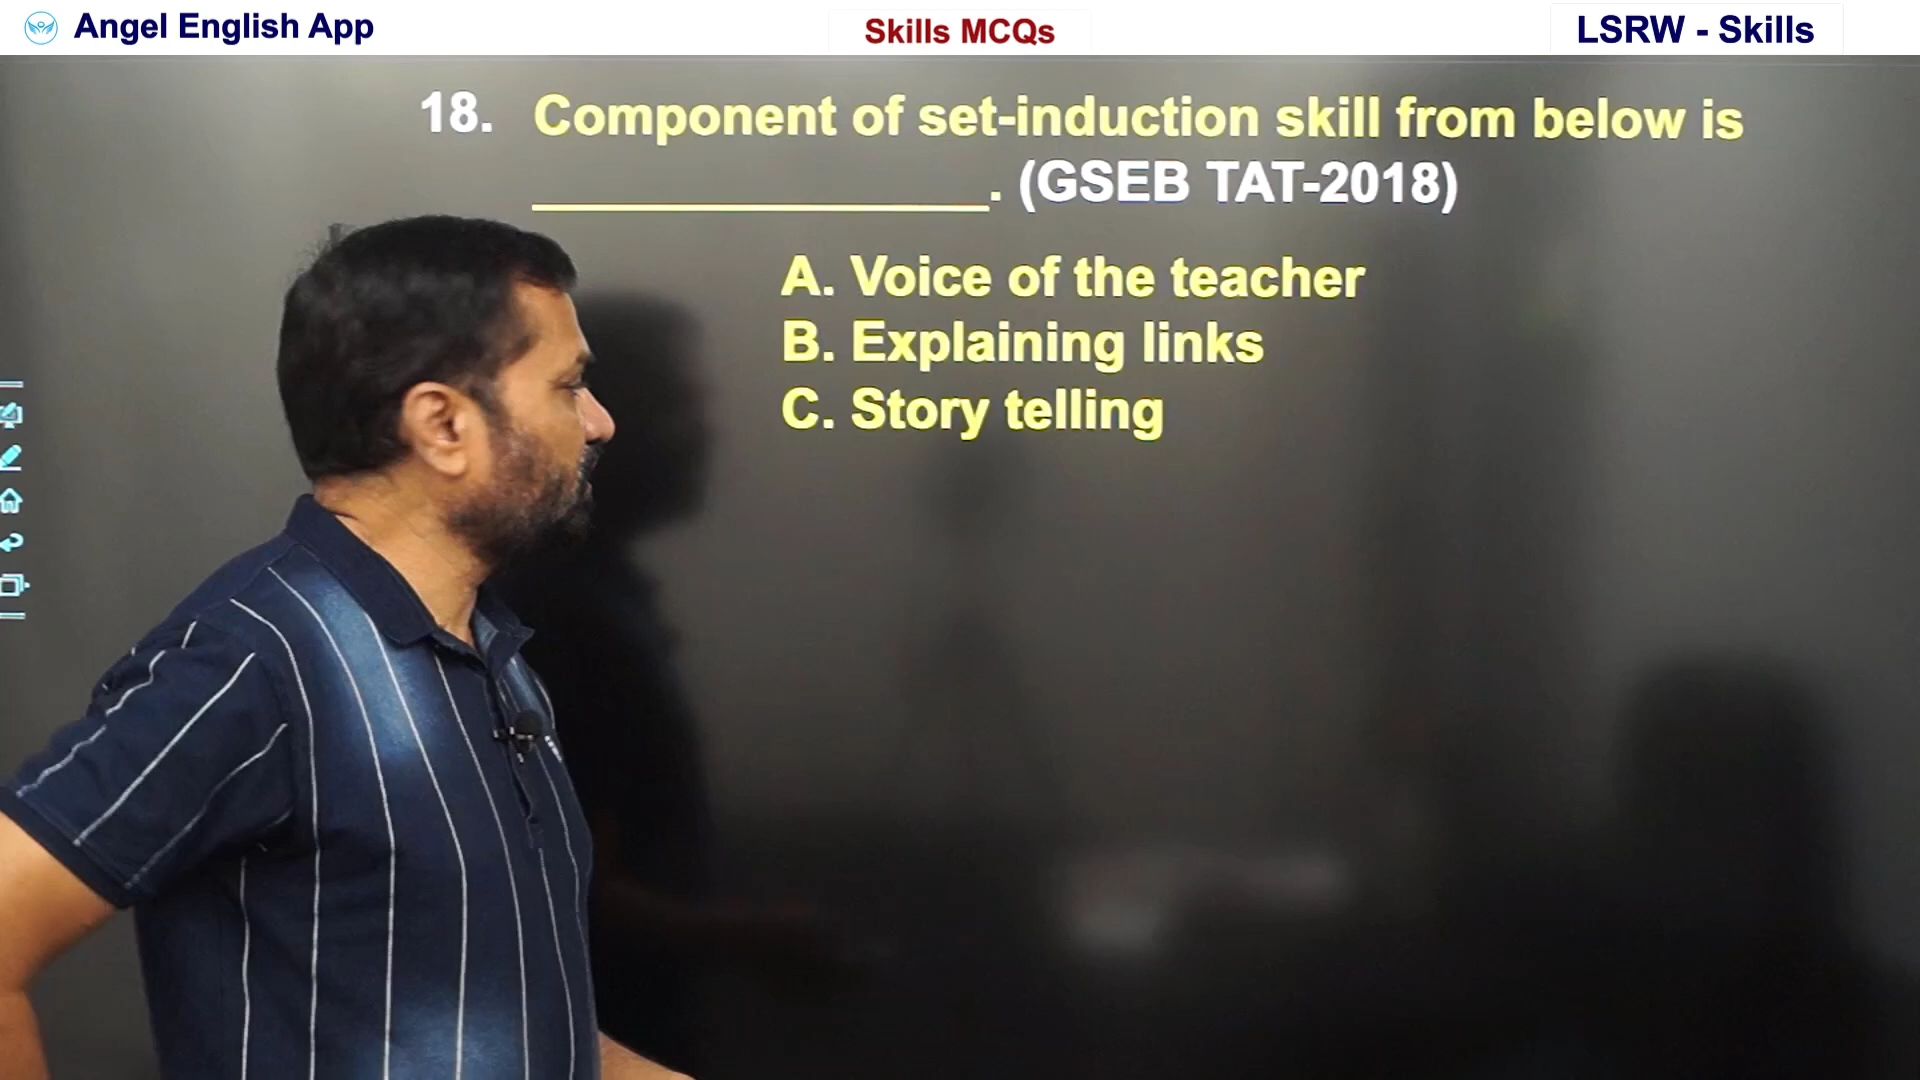 Angel English App
Skills MCQs
LSRW - Skills
18. Component of set-induction skill from below is
_________________. (GSEB TAT-2018)
A. Voice of the teacher
B. Explaining links
C. Story telling